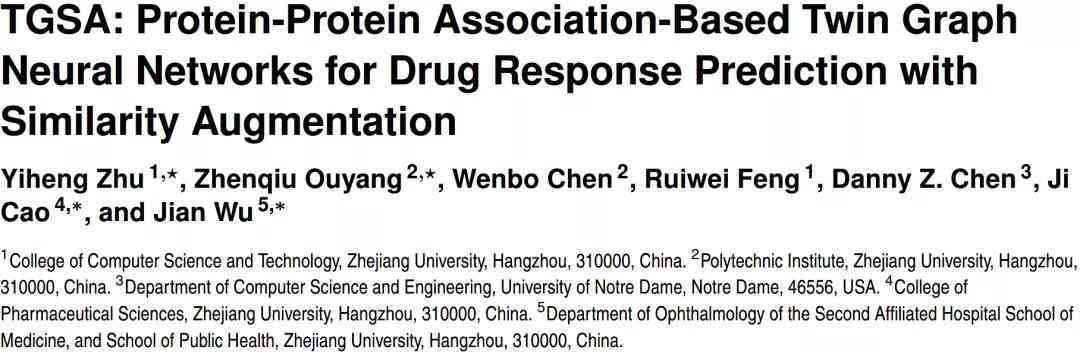 TGSA: Protein-Protein Association-Based Twin Graph
Neural Networks for Drug Response Prediction with
Similarity Augmentation
Yiheng Zhu 1,⋆, Zhenqiu Ouyang 2,⋆, Wenbo Chen 2, Ruiwei Feng 1, Danny Z. Chen 3, Ji
Cao 4,∗, and Jian Wu 5,∗
1College of Computer Science and Technology, Zhejiang University, Hangzhou, 310000, China. 2Polytechnic Institute, Zhejiang University, Hangzhou,
310000, China. 3Department of Computer Science and Engineering, University of Notre Dame, Notre Dame, 46556, USA. 4College of
Pharmaceutical Sciences, Zhejiang University, Hangzhou, 310000, China. 5Department of Ophthalmology of the Second Affiliated Hospital School of
Medicine, and School of Public Health, Zhejiang University, Hangzhou, 310000, China.